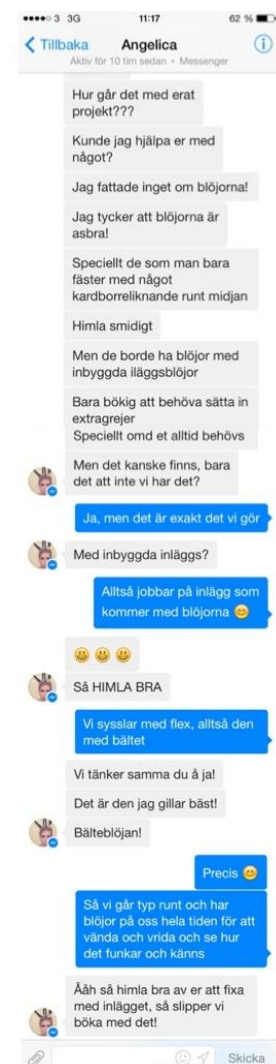 3 3G 11:17 62 %
Tillbaka Angelica
Aktiv för 10 tim sedan • Messenger
Hur går det med erat
projekt???
Kunde jag hjälpa er med
något?
Jag fattade inget om blöjorna!
Jag tycker att blöjorna är
asbra!
Speciellt de som man bara
fäster med något
kardborreliknande runt midjan
Himla smidigt
Men de borde ha blöjor med
inbyggda iläggsblöjor
Bara bökig att behöva sätta in
extragrejer
Speciellt omd et alltid behövs
Men det kanske finns, bara
det att inte vi har det?
Ja, men det är exakt det vi gör
Med inbyggda inläggs?
Alltså jobbar på inlägg som
kommer med blöjorna 😊
😀 😀 😀
Så HIMLA BRA
Vi sysslar med flex, alltså den
med bältet
Vi tänker samma du å ja!
Det är den jag gillar bäst!
Bälteblöjan!
Precis 😊
Så vi går typ runt och har
blöjor på oss hela tiden för att
vända och vrida och se hur
det funkar och känns
Ååh så himla bra av er att fixa
med inlägget, så slipper vi
böka med det!
Skicka